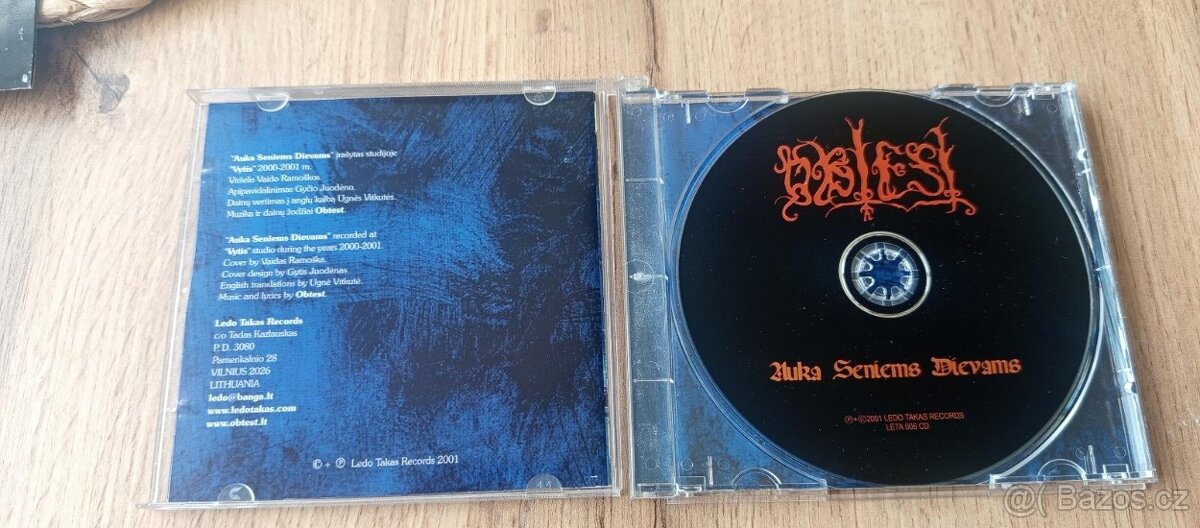 "Auka Seniems Dievams" įrašytas studijoje
"Vytis" 2000-2001 m.
Viršelis Vaido Ramoškos.
Apipavidalinimas Gyčio Juodėno.
Dainų vertimas į anglų kalbą Ugnės Vitkutės.
Muzika ir dainų žodžiai Obtest.
"Auka Seniems Dievams" recorded at
"Vytis" studio during the years 2000-2001.
Cover by Vaidas Ramoška.
Cover design by Gytis Juodėnas.
English translations by Ugnė Vitkutė.
Music and lyrics by Obtest.
Ledo Takas Records
c/o Tadas Kazlauskas
P. D. 3080
Pamenkalnio 28
VILNIUS 2026
LITHUANIA
ledo@banga.lt
www.ledotakas.com
www.obtest.lt
© + ℗ Ledo Takas Records 2001
OBTEST
Auka Seniems Dievams
℗+©2001 LEDO TAKAS RECORDS
LETA 006 CD
@( Bazos.cz